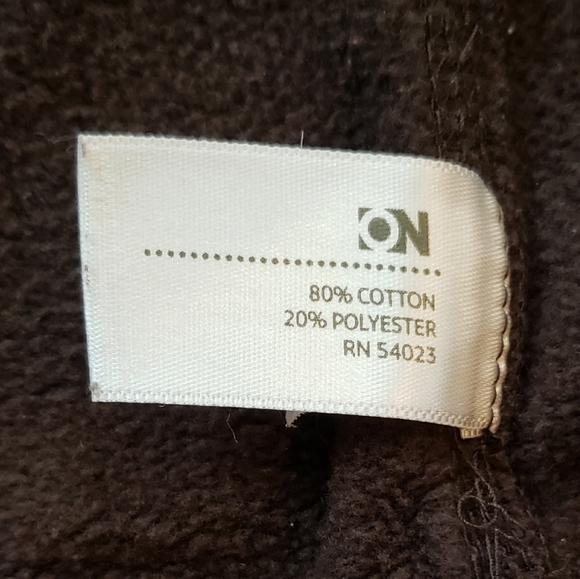 ON
80% COTTON
20% POLYESTER
RN 54023